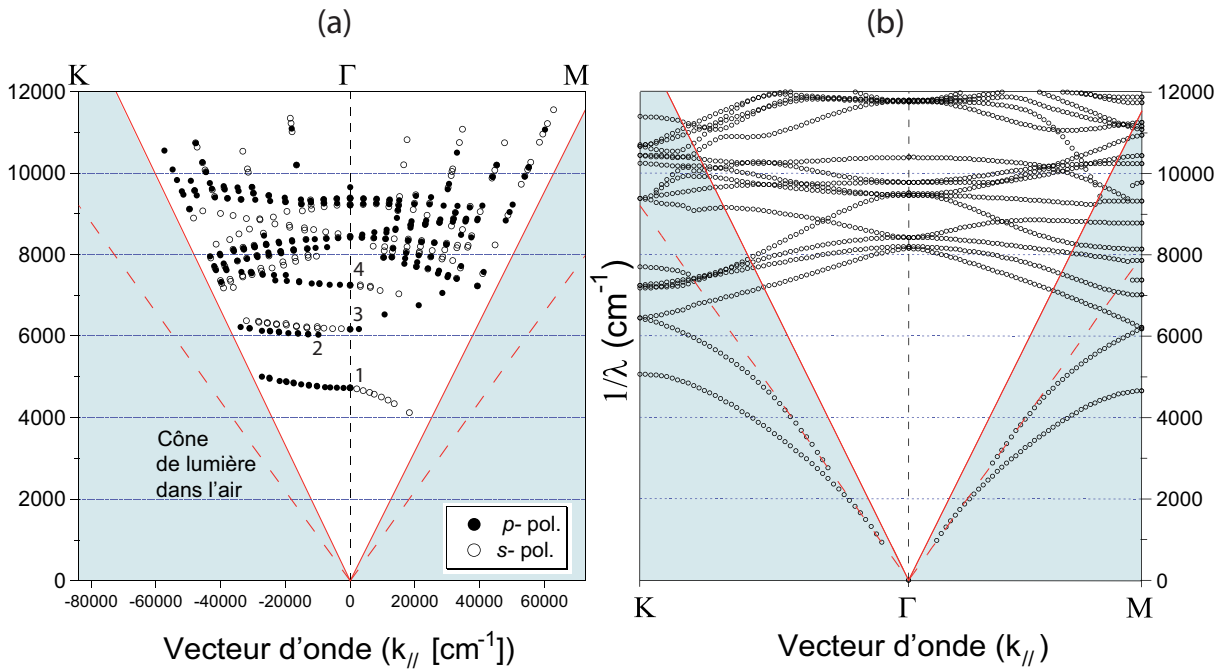 (a)
K Γ M
12000
10000
8000
6000
4000
2000
0
4
3
2
1
Cône
de lumière
dans l'air
p- pol.
s- pol.
-80000 -60000 -40000 -20000 0 20000 40000 60000
Vecteur d'onde (k// [cm-1])
(b)
1/λ (cm-1)
12000
10000
8000
6000
4000
2000
0
K Γ M
Vecteur d'onde (k//)